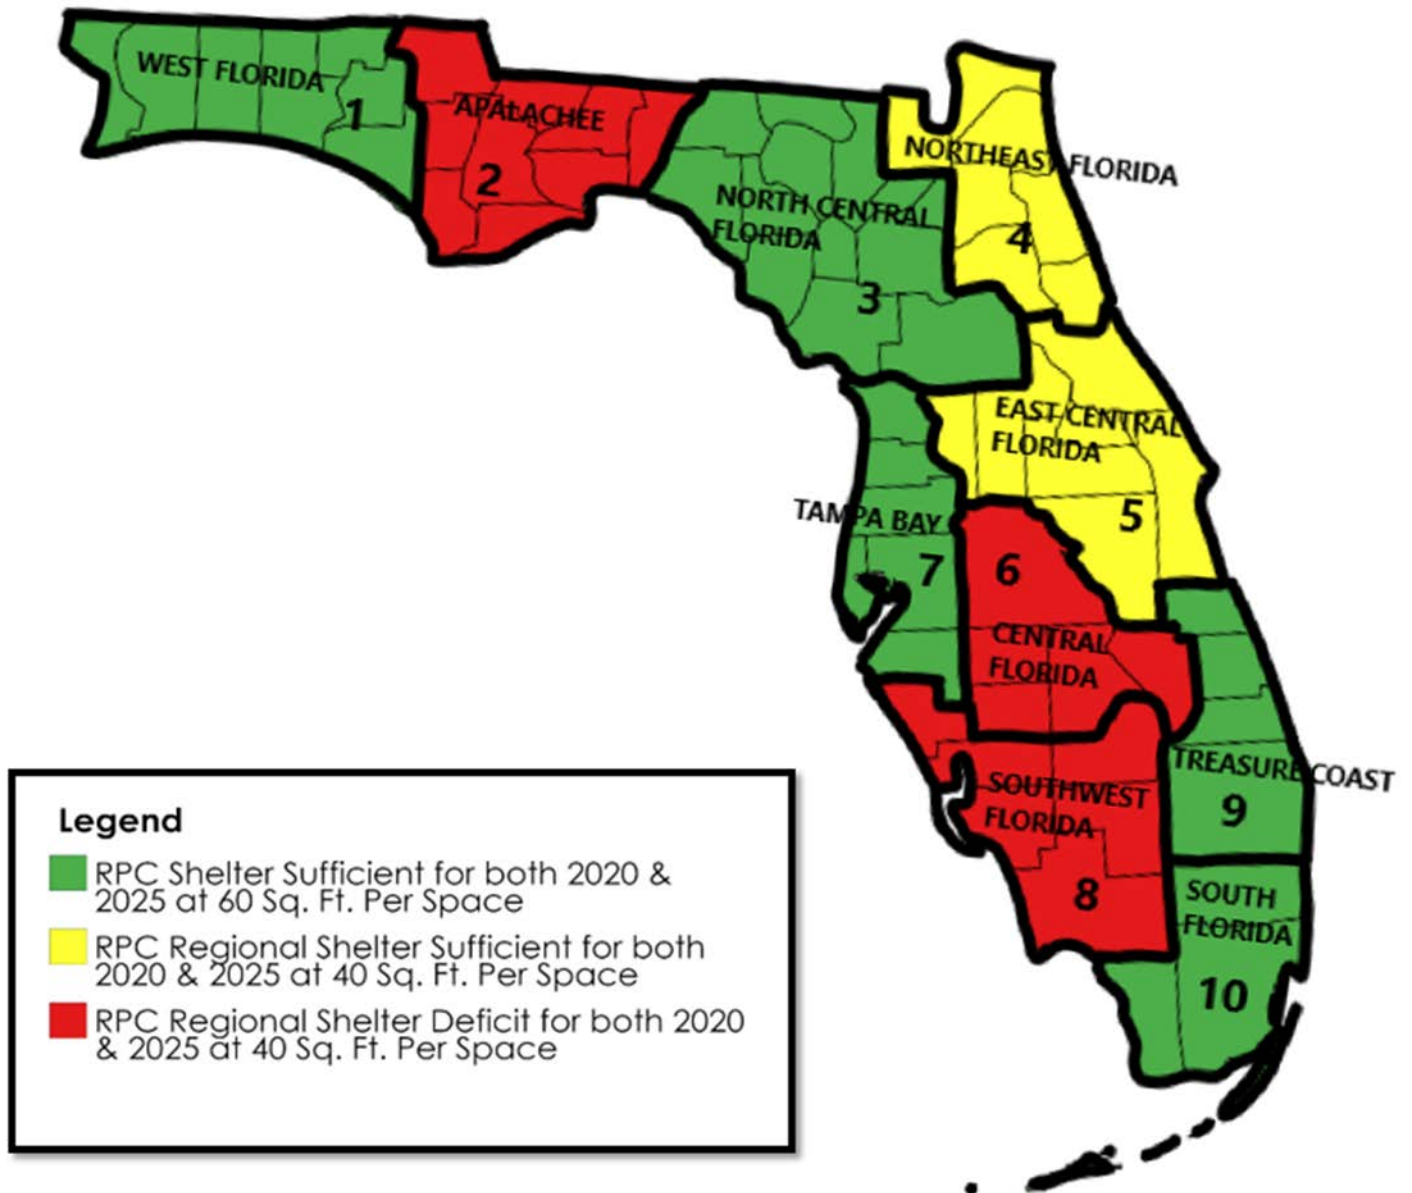 WEST FLORIDA
1
APALACHEE
2
NORTHEAST FLORIDA
NORTH CENTRAL
FLORIDA
4
3
EAST CENTRAL
FLORIDA
5
TAMPA BAY
7
6
CENTRAL
FLORIDA
TREASURE COAST
9
SOUTHWEST
FLORIDA
8
SOUTH
FLORIDA
10
Legend
RPC Shelter Sufficient for both 2020 &
2025 at 60 Sq. Ft. Per Space
RPC Regional Shelter Sufficient for both
2020 & 2025 at 40 Sq. Ft. Per Space
RPC Regional Shelter Deficit for both 2020
& 2025 at 40 Sq. Ft. Per Space